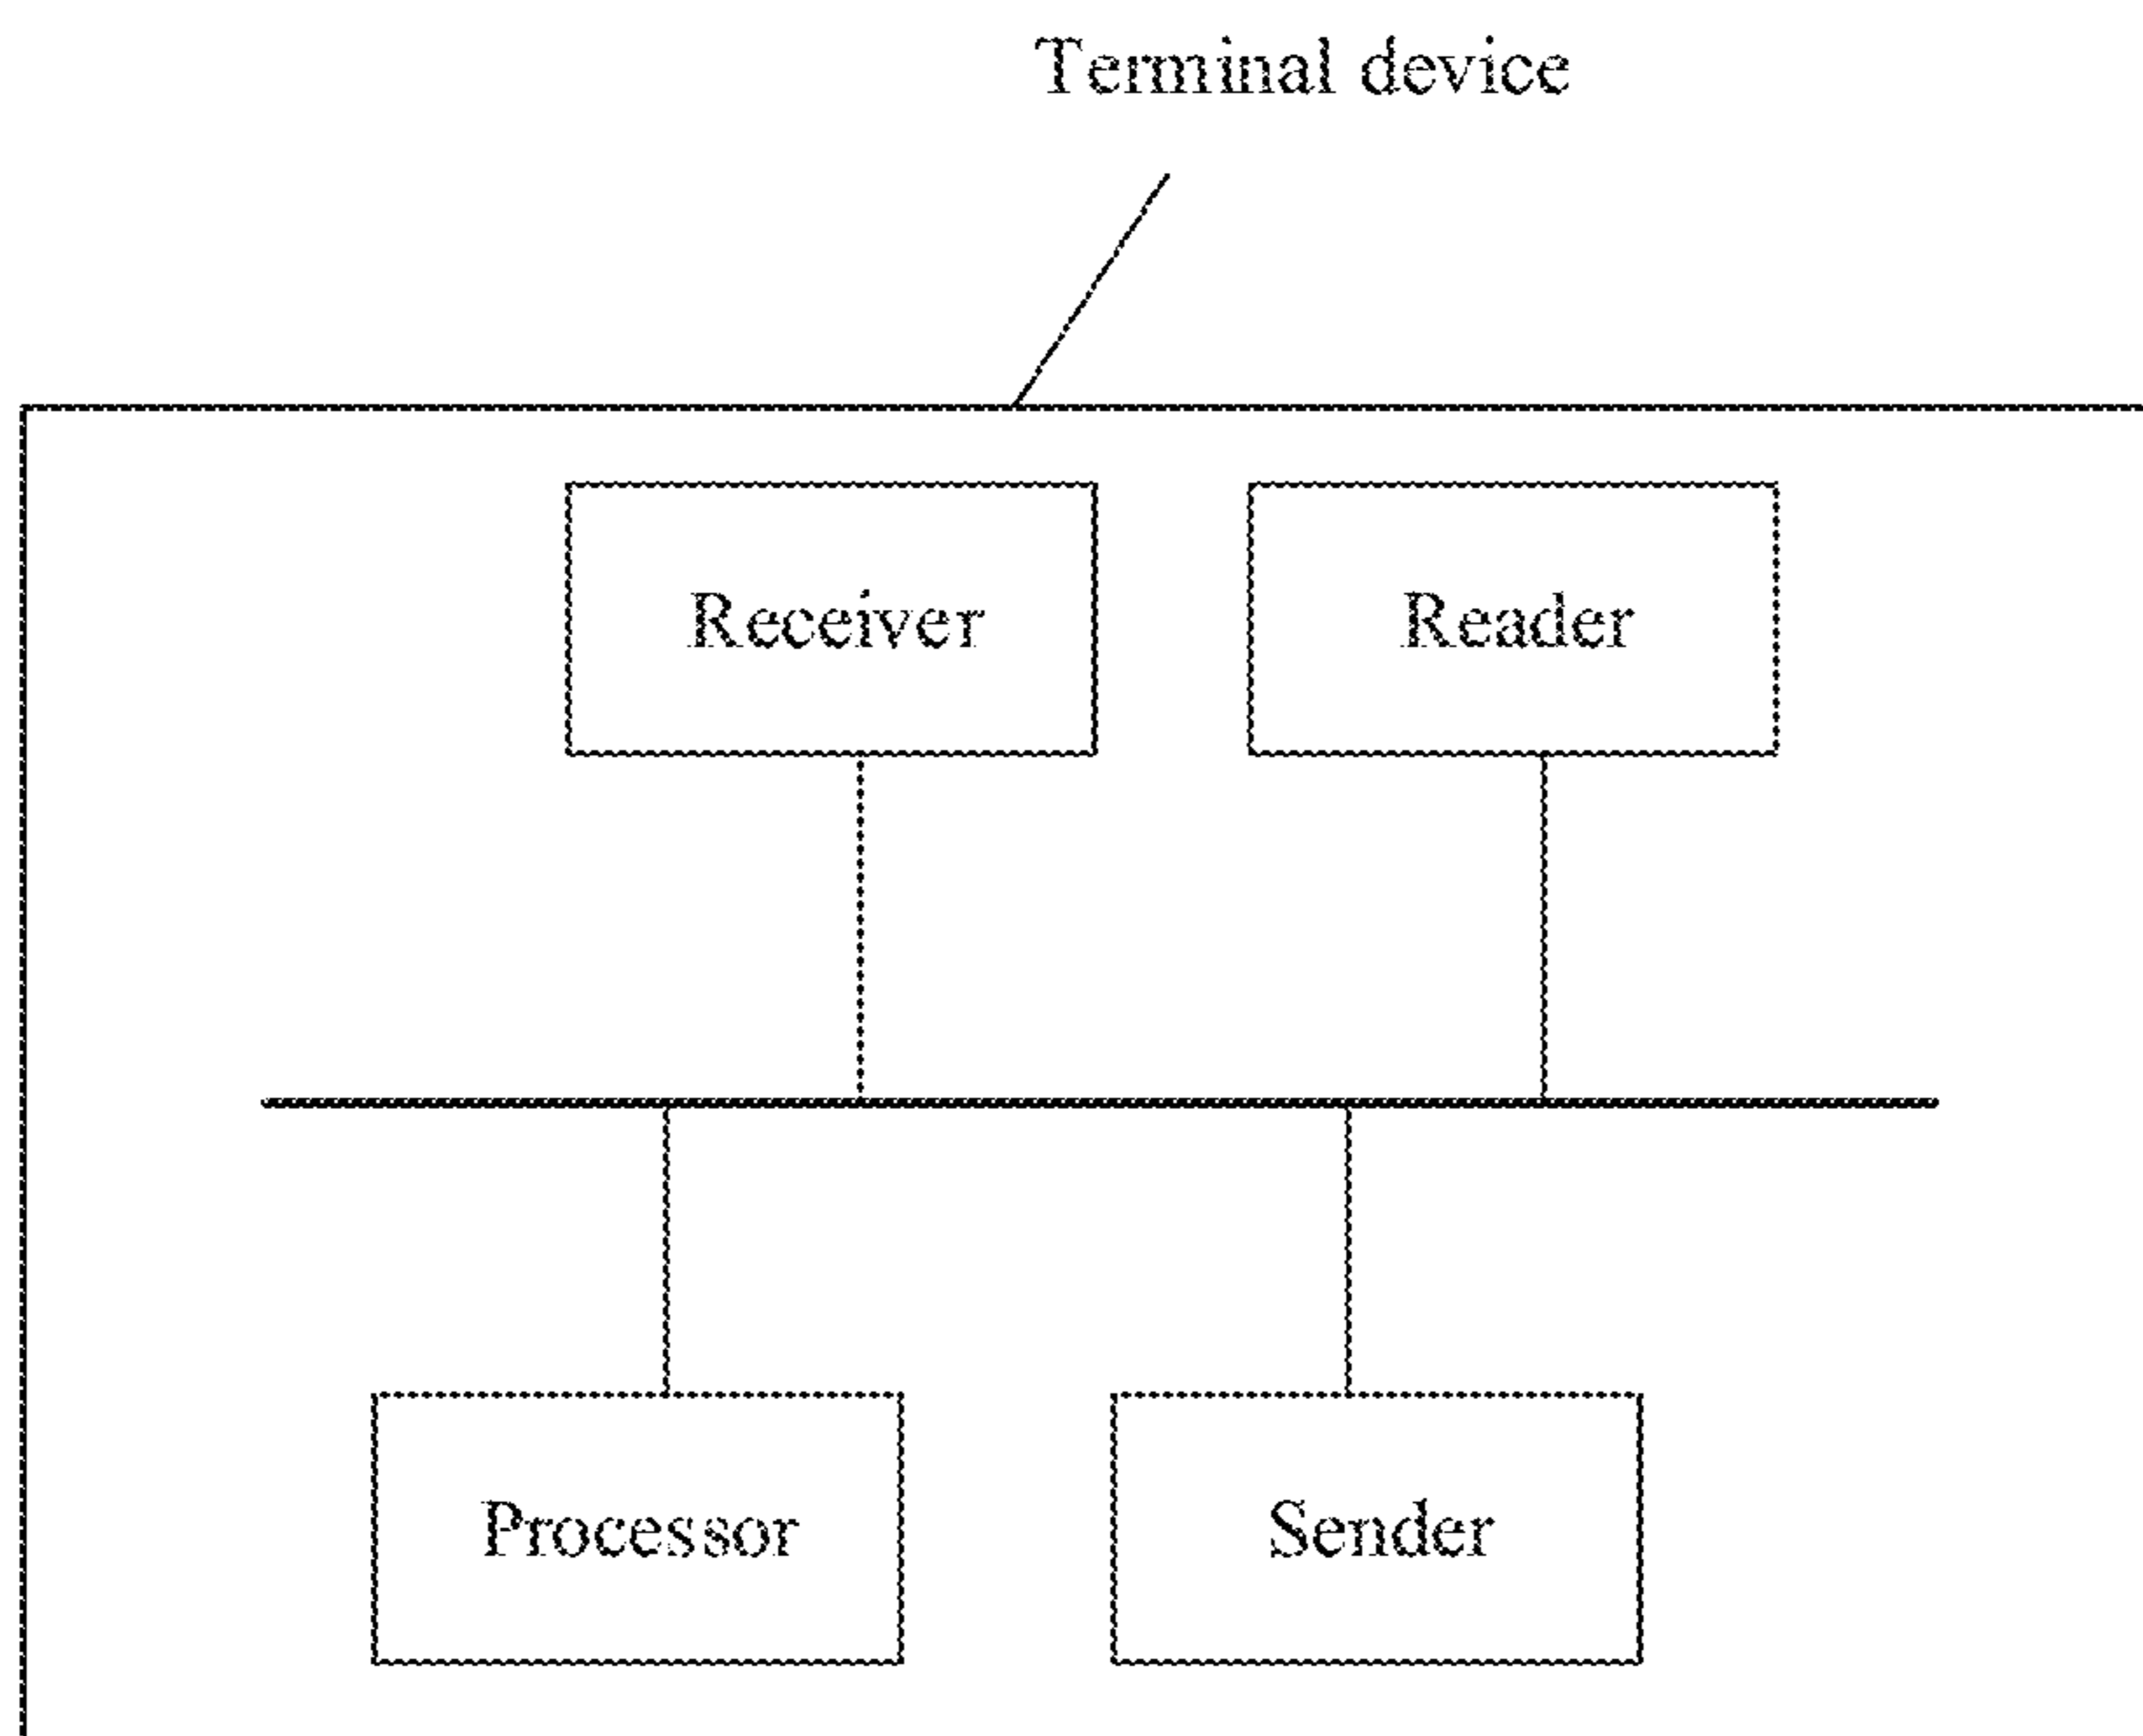 Terminal device
Receiver
Reader
Processor
Sender